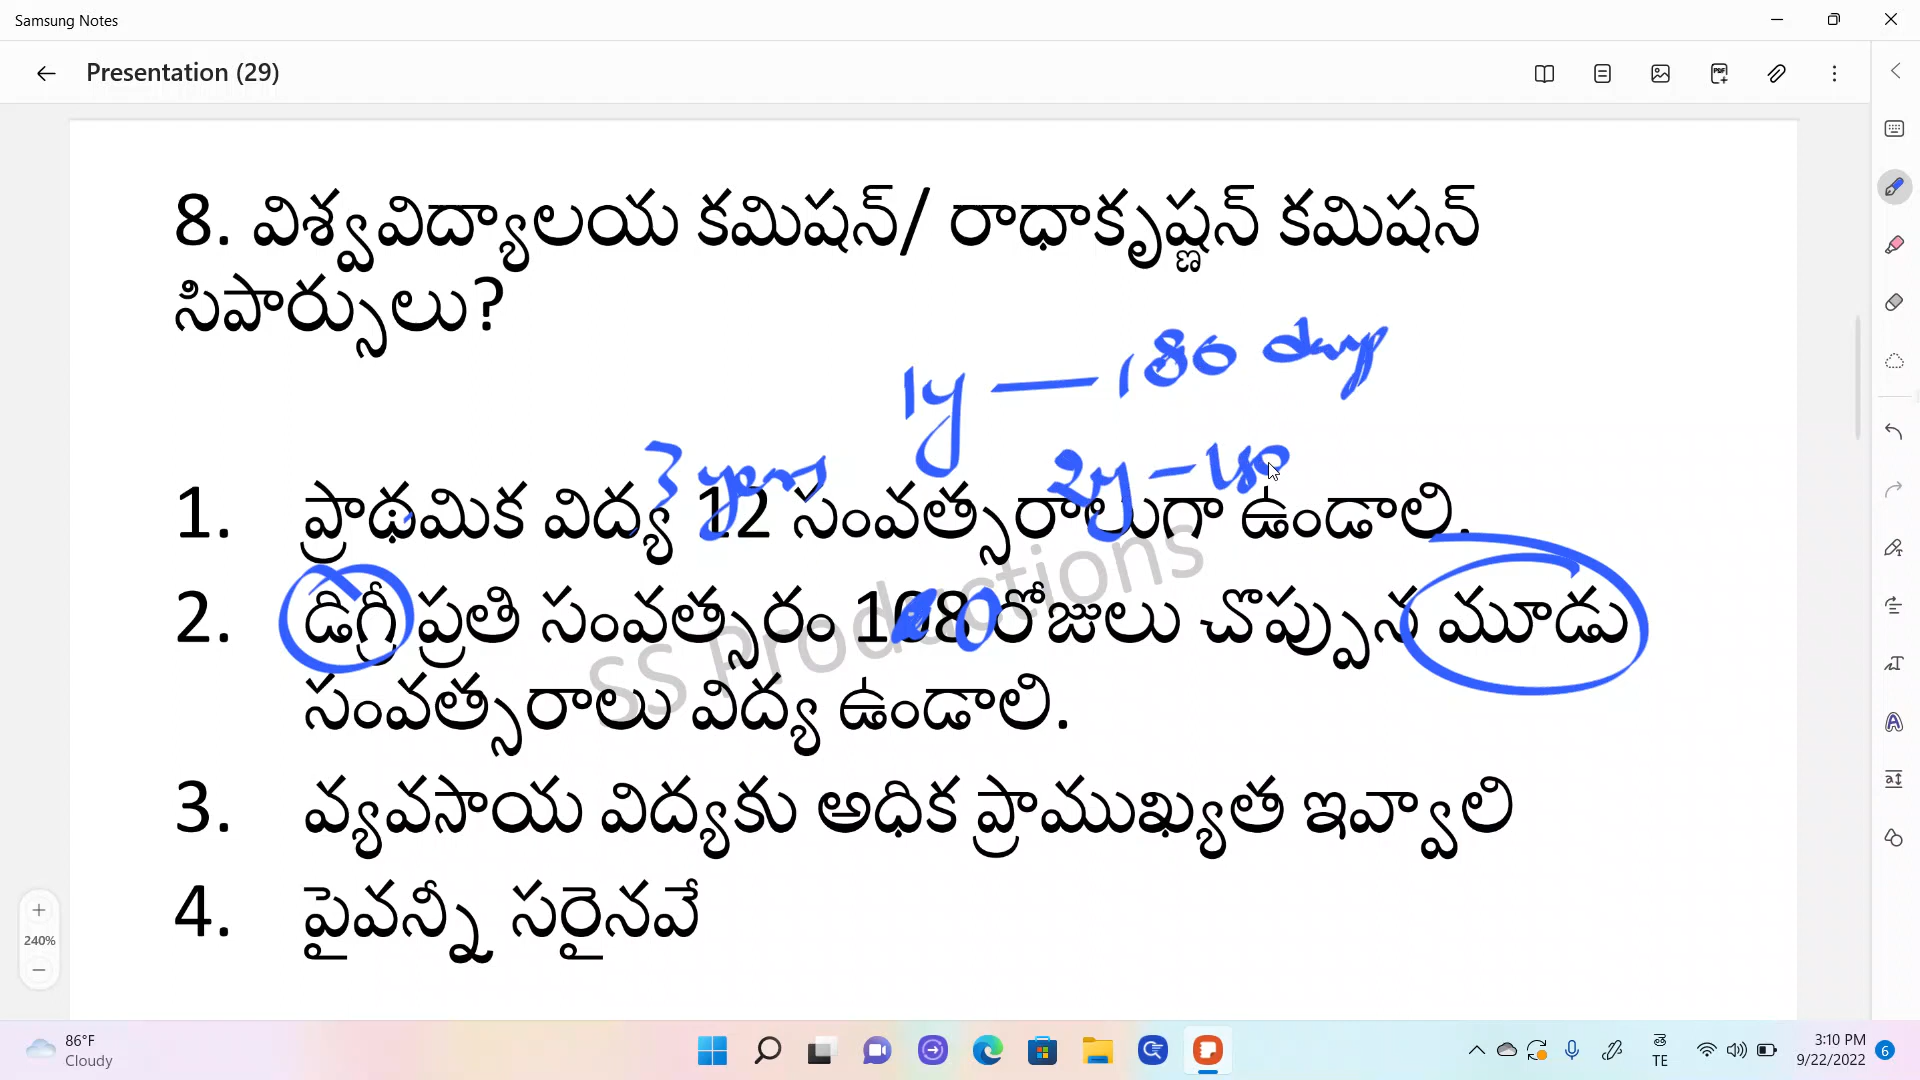 Samsung Notes
Presentation (29)
8. విశ్వవిద్యాలయ కమిషన్/ రాధాకృష్ణన్ కమిషన్
సిపార్సులు?
1y — 180 days
3 years
2y – 180
1. ప్రాథమిక విద్య 12 సంవత్సరాలుగా ఉండాలి.
2. డిగ్రీ ప్రతి సంవత్సరం 180 రోజులు చొప్పున మూడు
సంవత్సరాలు విద్య ఉండాలి.
3. వ్యవసాయ విద్యకు అధిక ప్రాముఖ్యత ఇవ్వాలి
4. పైవన్నీ సరైనవే
SS Productions
240%
86°F
Cloudy
తె
TE
3:10 PM
9/22/2022
6